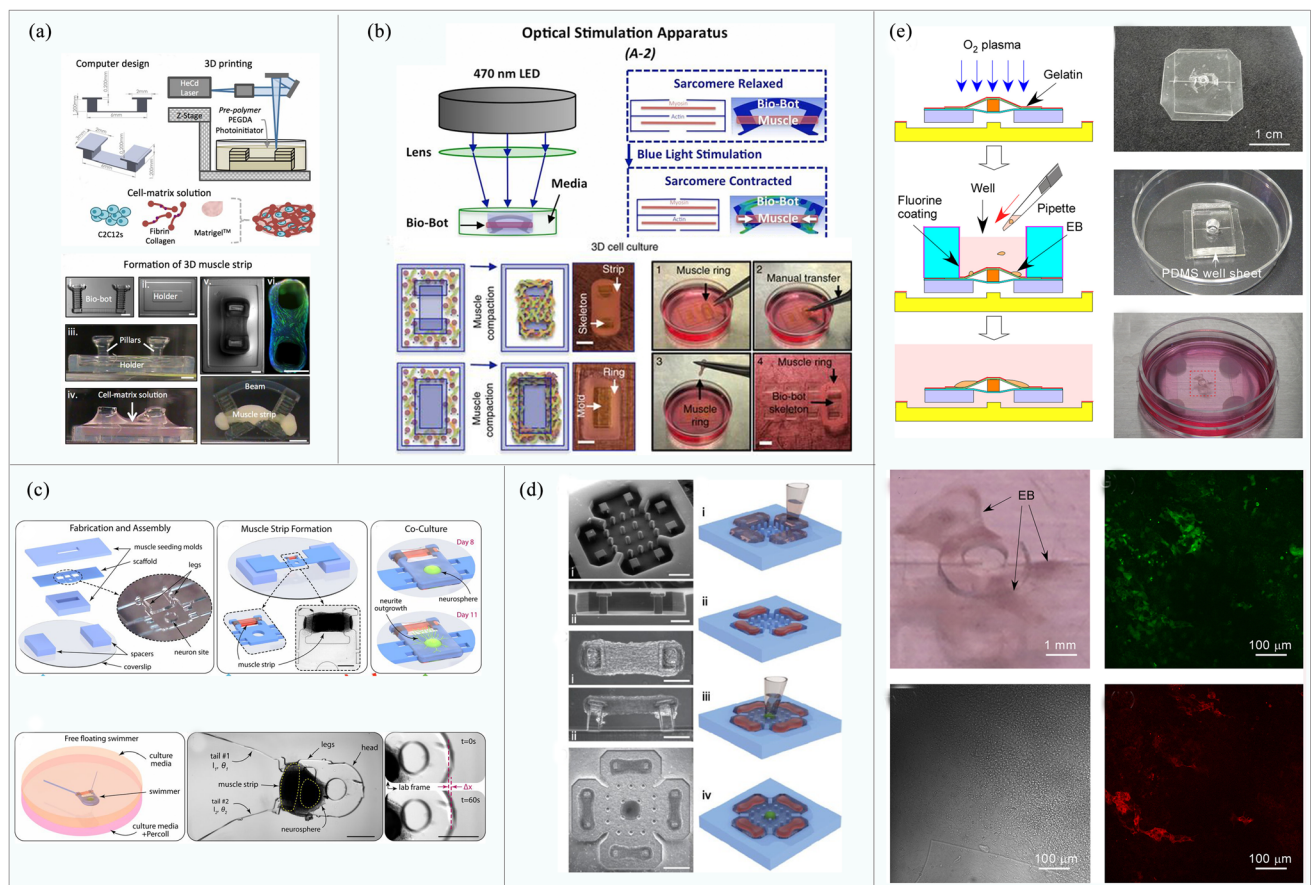 (a)
Computer design
3D printing
HeCd
Laser
Z-Stage
Pre-polymer
PEGDA
Photoinitiator
Cell-matrix solution
C2C12s
Fibrin
Collagen
Matrigel™
Formation of 3D muscle strip
i.
Bio-bot
ii.
Holder
v.
vi.
iii.
Pillars
Holder
iv.
Cell-matrix solution
Beam
Muscle strip
(b)
Optical Stimulation Apparatus
(A-2)
470 nm LED
Lens
Media
Bio-Bot
Sarcomere Relaxed
Myosin
Actin
Bio-Bot
Muscle
Blue Light Stimulation
Sarcomere Contracted
Myosin
Actin
Bio-Bot
Muscle
3D cell culture
Muscle
compaction
Strip
Skeleton
Muscle
compaction
Ring
Mold
1
Muscle ring
2
Manual transfer
3
Muscle
ring
4
Muscle ring
Bio-bot
skeleton
(e)
O2 plasma
Gelatin
1 cm
Well
Fluorine
coating
Pipette
EB
PDMS well sheet
EB
1 mm
100 µm
100 µm
100 µm
(c)
Fabrication and Assembly
muscle seeding molds
scaffold
legs
neuron site
spacers
coverslip
Muscle Strip Formation
muscle strip
Co-Culture
Day 8
neurosphere
neurite
outgrowth
Day 11
Free floating swimmer
culture
media
swimmer
culture media
+Percoll
tail #1
l₁, θ₁
legs
head
muscle strip
tail #2
l₂, θ₂
neurosphere
t=0s
lab frame
Δx
t=60s
(d)
i
ii
i
ii
i
ii
iii
iv